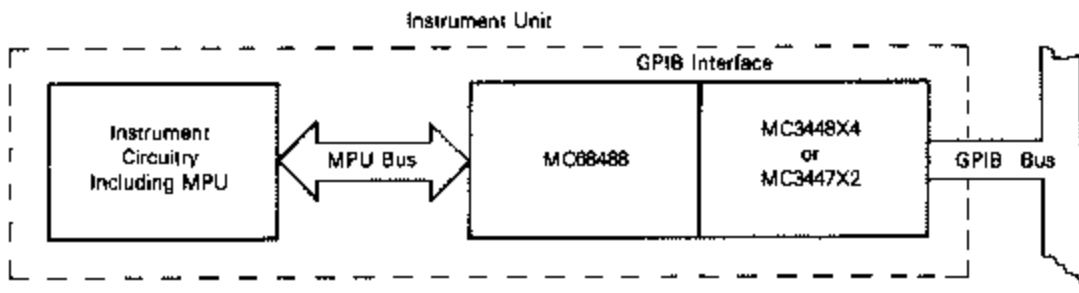 Instrument Unit
GPIB Interface
Instrument
Circuitry
Including MPU
MPU Bus
MC68488
MC3448X4
or
MC3447X2
GPIB Bus